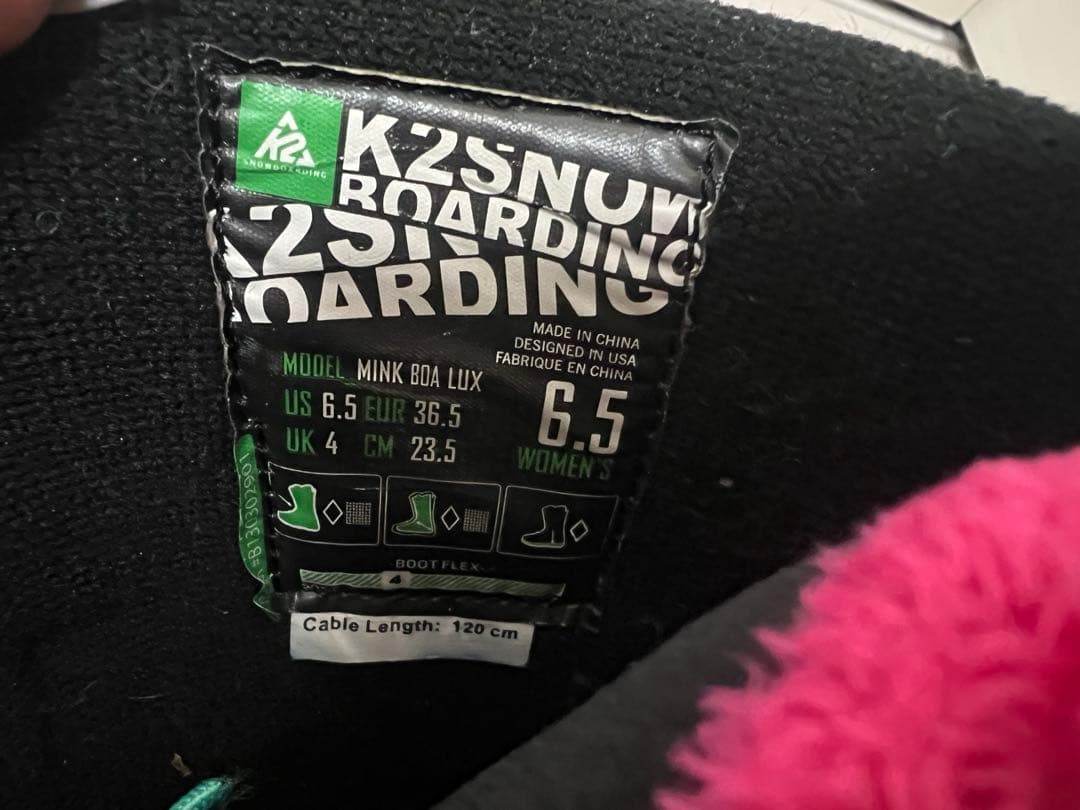 K2
SNOWBOARDING
K2SNOW
BOARDING
K2SN
BOARDING
MADE IN CHINA
DESIGNED IN USA
FABRIQUE EN CHINA
MODEL MINK BOA LUX
US 6.5 EUR 36.5
UK 4 CM 23.5
6.5
WOMEN'S
BOOT FLEX
4
Cable Length: 120 cm